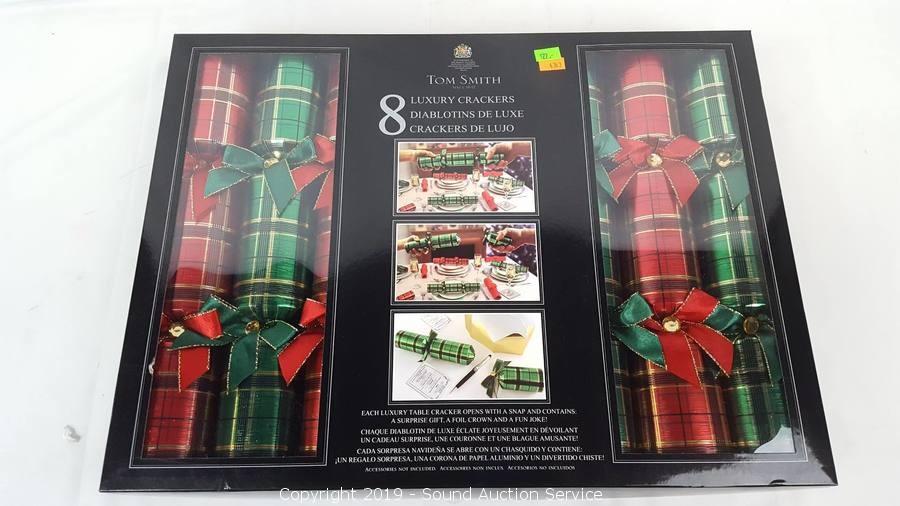 TOM SMITH
8 LUXURY CRACKERS
DIABLOTINS DE LUXE
CRACKERS DE LUJO
EACH LUXURY TABLE CRACKER OPENS WITH A SNAP AND CONTAINS:
A SURPRISE GIFT, A FOIL CROWN AND A FUN JOKE!
CHAQUE DIABLOTIN DE LUXE ÉCLATE JOYEUSEMENT EN DÉVOILANT
UN CADEAU SURPRISE, UNE COURONNE ET UNE BLAGUE AMUSANTE!
CADA SORPRESA NAVIDEÑA SE ABRE CON UN CHASQUIDO Y CONTIENE:
¡UN REGALO SORPRESA, UNA CORONA DE PAPEL ALUMINIO Y UN DIVERTIDO CHISTE!
ACCESSORIES NOT INCLUDED. ACCESSOIRES NON INCLUS. ACCESORIOS NO INCLUIDOS
Copyright 2019 - Sound Auction Service